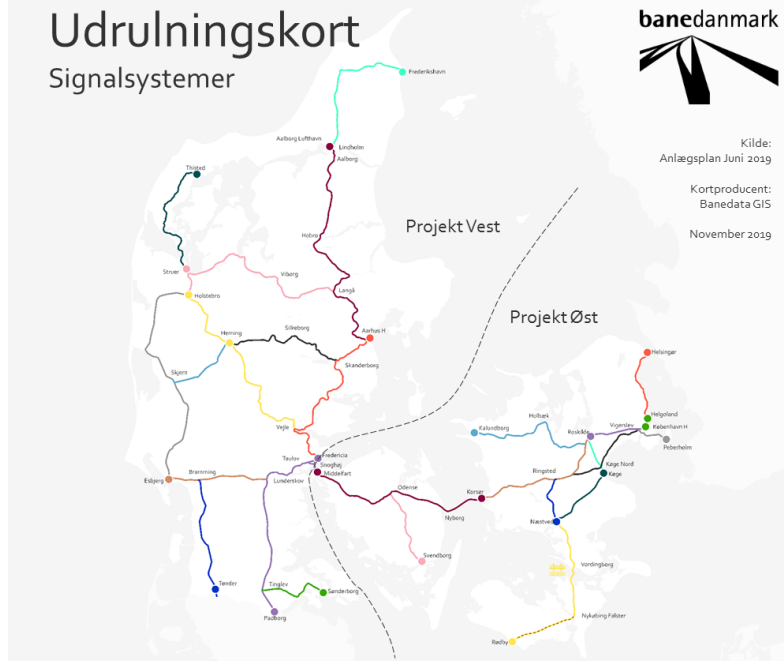 Udrulningskort
Signalsystemer
banedanmark
Kilde:
Anlægsplan Juni 2019
Kortproducent:
Banedata GIS
November 2019
Frederikshavn
Aalborg Lufthavn
Lindholm
Aalborg
Thisted
Projekt Vest
Hobro
Struer
Viborg
Langå
Holstebro
Projekt Øst
Herning
Silkeborg
Aarhus H
Skanderborg
Helsingør
Skjern
Vejle
Helgoland
Holbæk
Vigerslev
København H
Kalundborg
Roskilde
Peberholm
Taulov
Fredericia
Snoghøj
Middelfart
Køge Nord
Køge
Bramming
Esbjerg
Lunderskov
Ringsted
Odense
Korsør
Nyborg
Næstved
Svendborg
Vordingborg
Tønder
Tinglev
Sønderborg
Padborg
Nykøbing Falster
Rødby